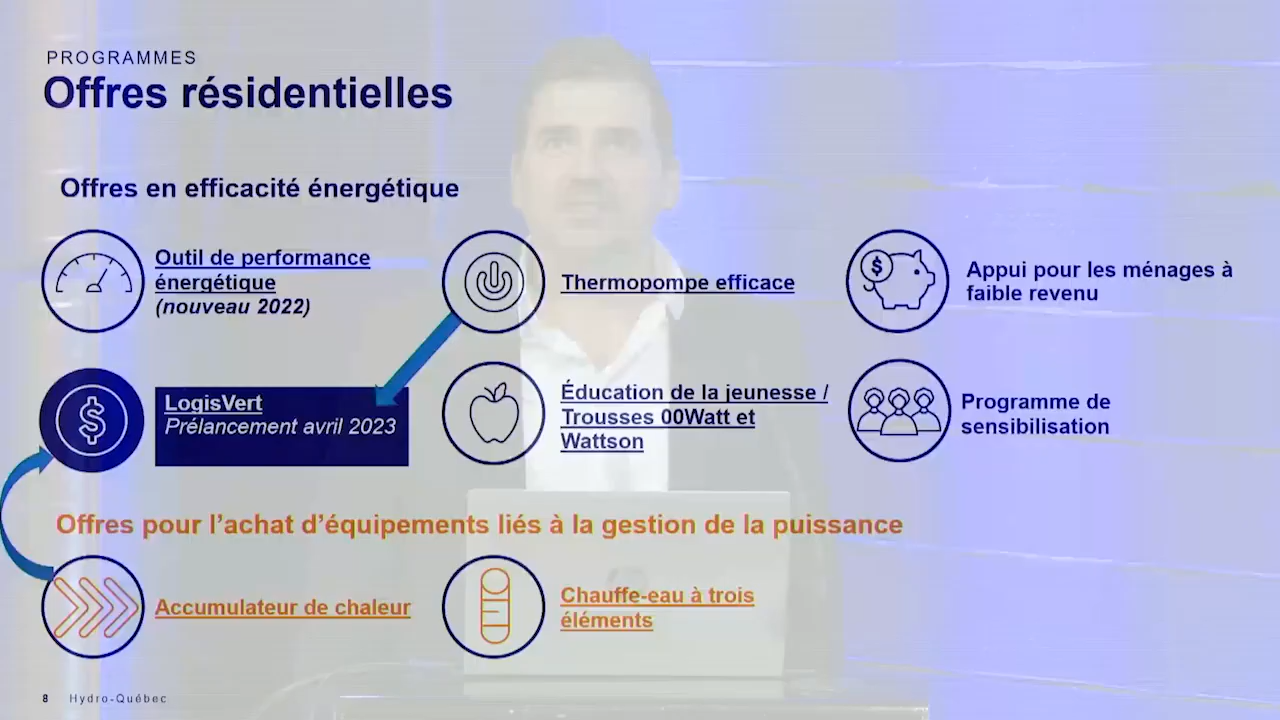 PROGRAMMES
Offres résidentielles
Offres en efficacité énergétique
Outil de performance
énergétique
(nouveau 2022)
Thermopompe efficace
Appui pour les ménages à
faible revenu
LogisVert
Prélancement avril 2023
Éducation de la jeunesse /
Trousses 00Watt et
Wattson
Programme de
sensibilisation
Offres pour l’achat d’équipements liés à la gestion de la puissance
Accumulateur de chaleur
Chauffe-eau à trois
éléments
8 Hydro-Québec